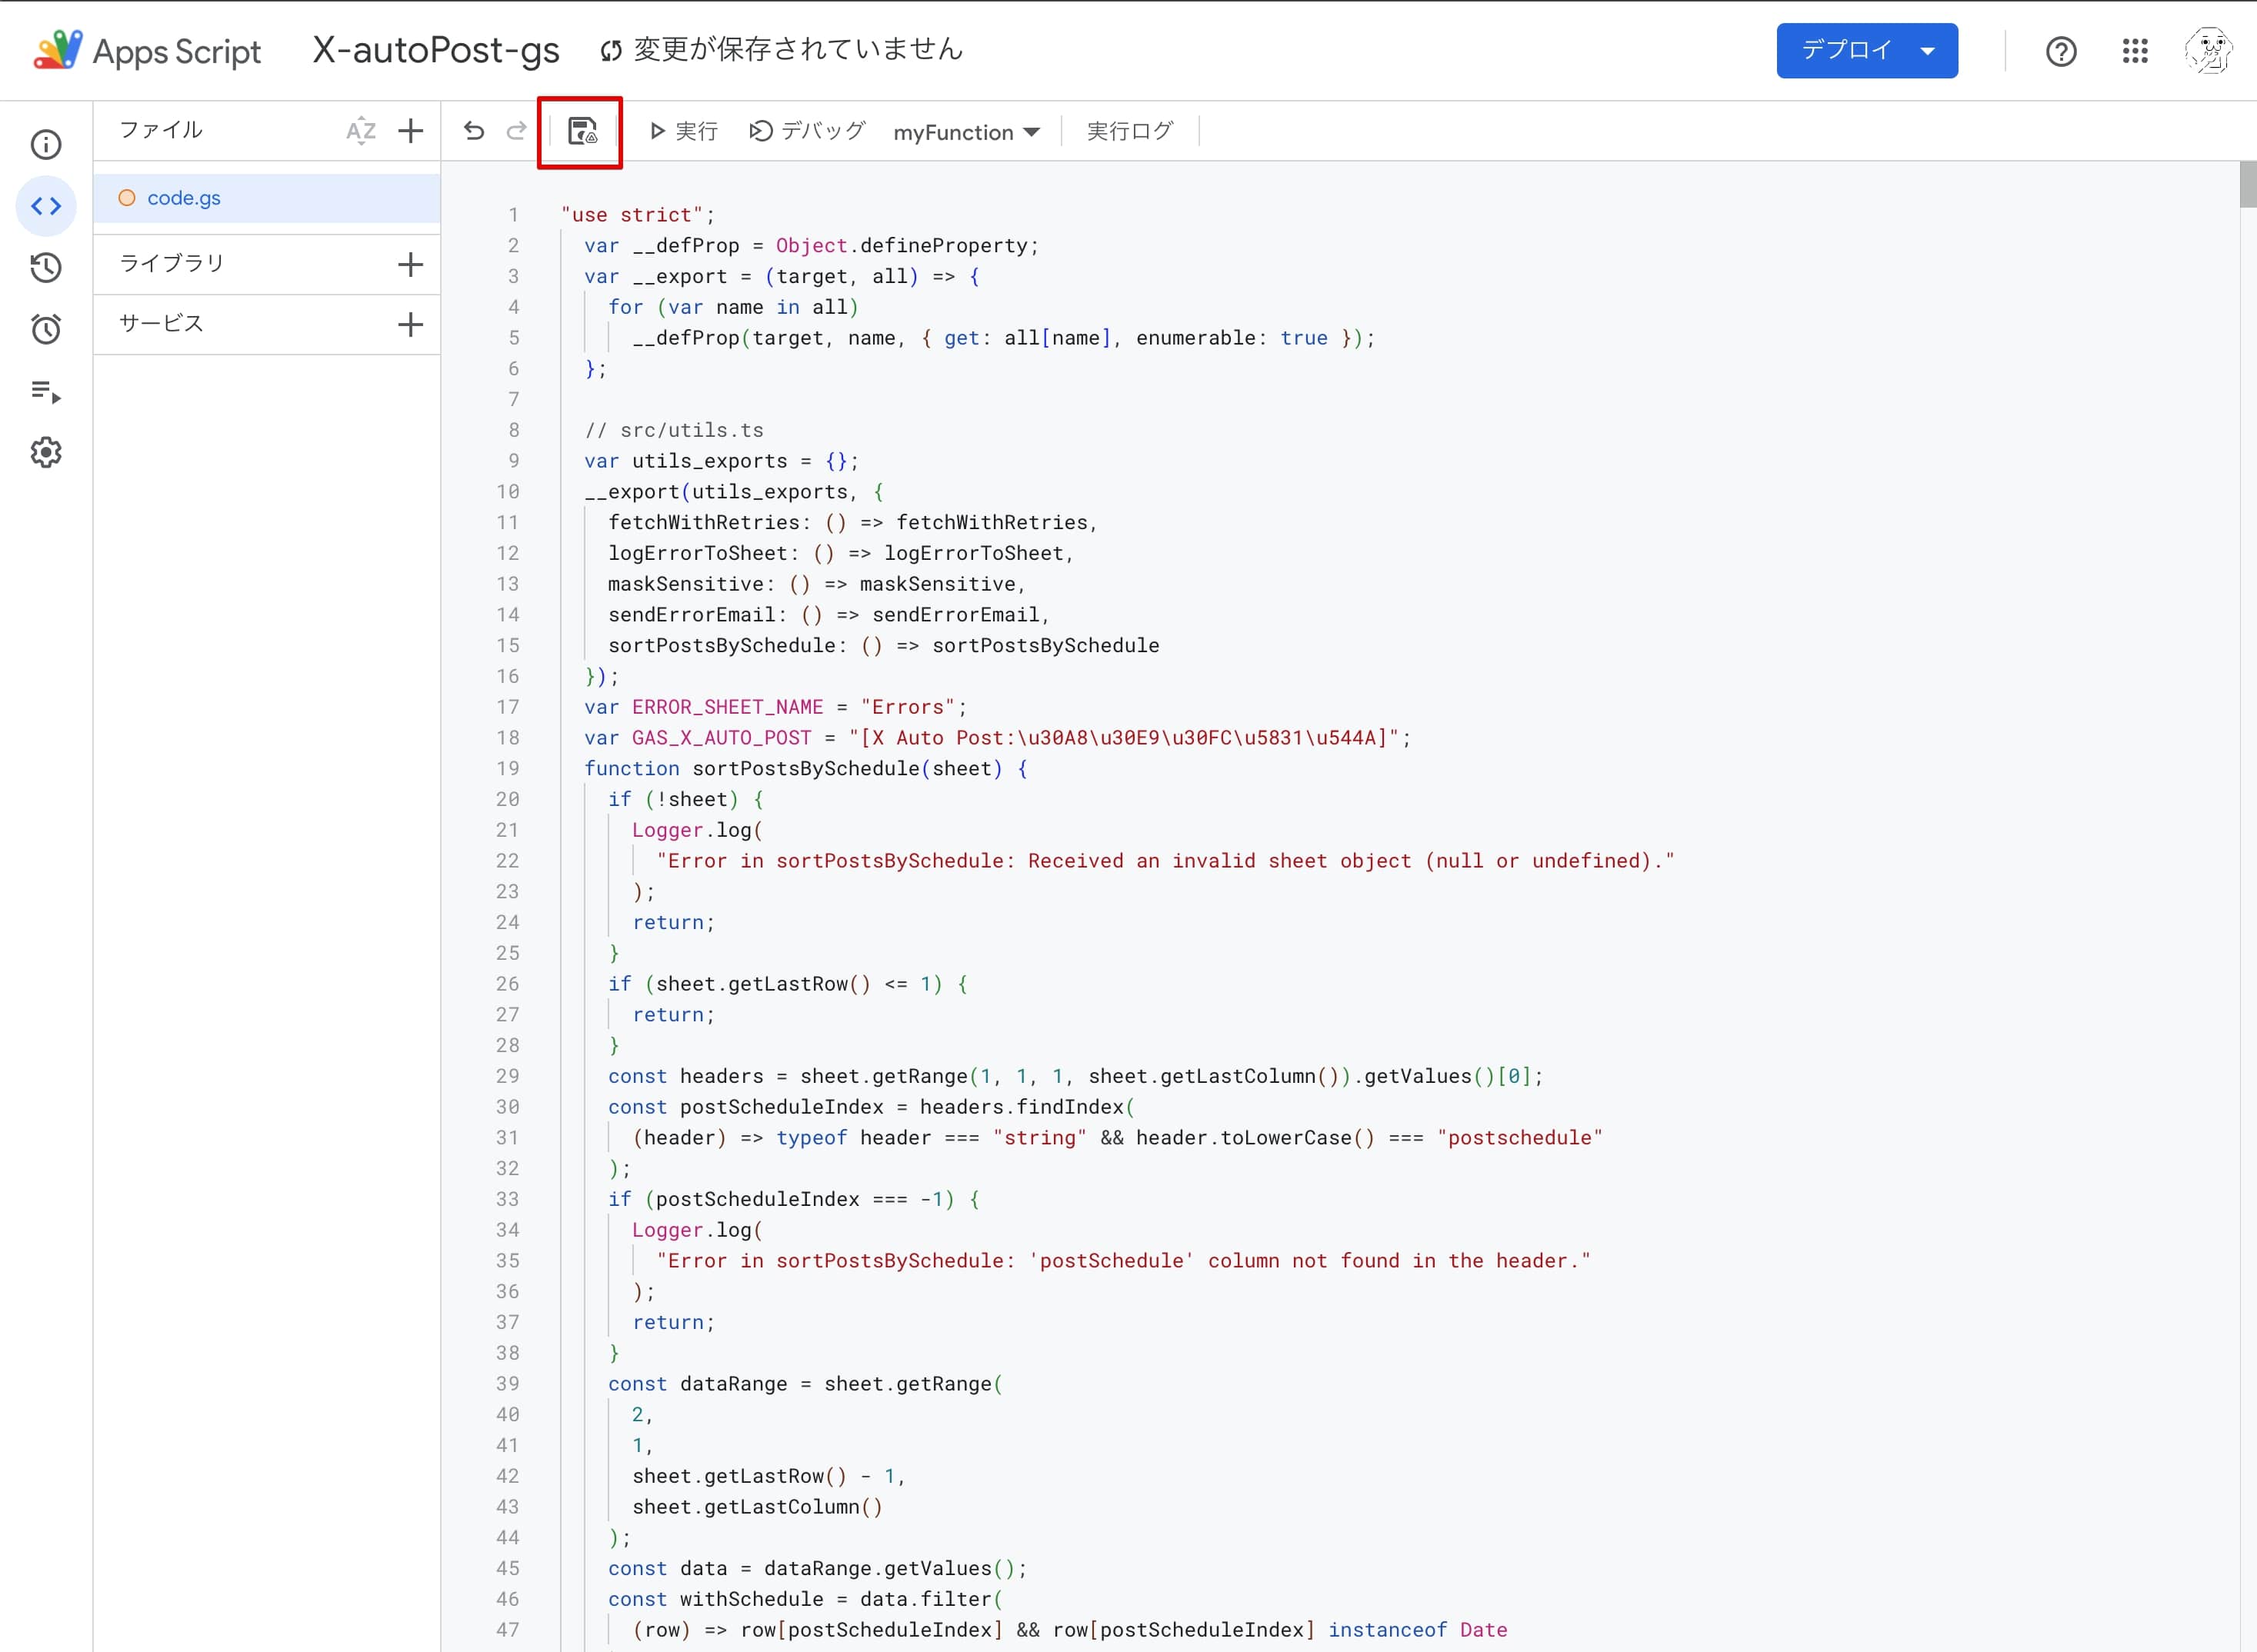 Apps Script
X-autoPost-gs
変更が保存されていません
デプロイ
ファイル
AZ
実行
デバッグ
myFunction
実行ログ
code.gs
ライブラリ
サービス
1 "use strict";
2 var __defProp = Object.defineProperty;
3 var __export = (target, all) => {
4 for (var name in all)
5 __defProp(target, name, { get: all[name], enumerable: true });
6 };
7
8 // src/utils.ts
9 var utils_exports = {};
10 __export(utils_exports, {
11 fetchWithRetries: () => fetchWithRetries,
12 logErrorToSheet: () => logErrorToSheet,
13 maskSensitive: () => maskSensitive,
14 sendErrorEmail: () => sendErrorEmail,
15 sortPostsBySchedule: () => sortPostsBySchedule
16 });
17 var ERROR_SHEET_NAME = "Errors";
18 var GAS_X_AUTO_POST = "[X Auto Post:\u30A8\u30E9\u30FC\u5831\u544A]";
19 function sortPostsBySchedule(sheet) {
20 if (!sheet) {
21 Logger.log(
22 "Error in sortPostsBySchedule: Received an invalid sheet object (null or undefined)."
23 );
24 return;
25 }
26 if (sheet.getLastRow() <= 1) {
27 return;
28 }
29 const headers = sheet.getRange(1, 1, 1, sheet.getLastColumn()).getValues()[0];
30 const postScheduleIndex = headers.findIndex(
31 (header) => typeof header === "string" && header.toLowerCase() === "postschedule"
32 );
33 if (postScheduleIndex === -1) {
34 Logger.log(
35 "Error in sortPostsBySchedule: 'postSchedule' column not found in the header."
36 );
37 return;
38 }
39 const dataRange = sheet.getRange(
40 2,
41 1,
42 sheet.getLastRow() - 1,
43 sheet.getLastColumn()
44 );
45 const data = dataRange.getValues();
46 const withSchedule = data.filter(
47 (row) => row[postScheduleIndex] && row[postScheduleIndex] instanceof Date